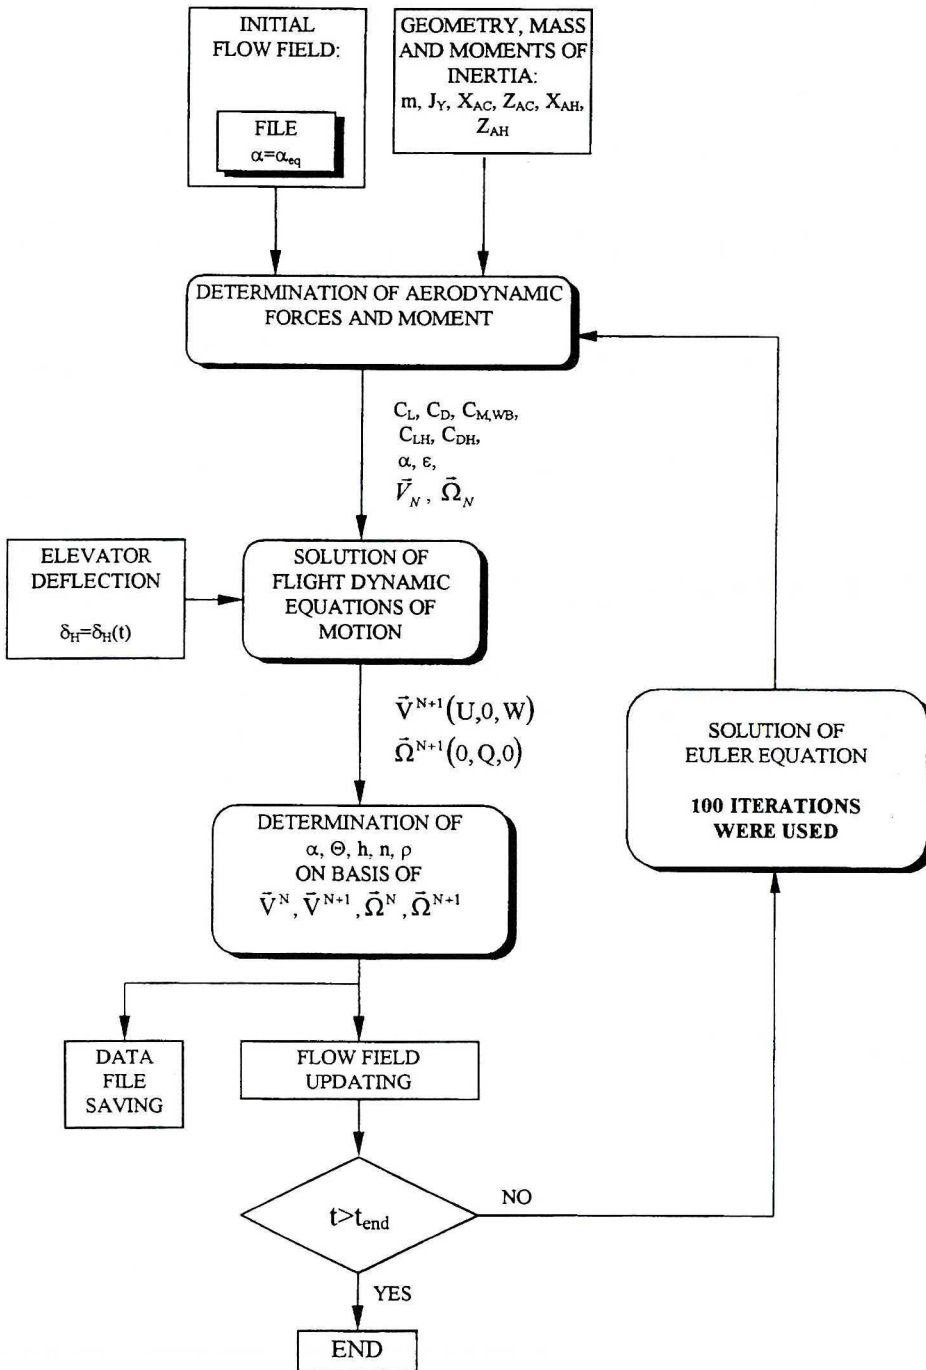 INITIAL
FLOW FIELD:
FILE
α=α_eq
GEOMETRY, MASS
AND MOMENTS OF
INERTIA:
m, J_Y, X_AC, Z_AC, X_AH,
Z_AH
DETERMINATION OF AERODYNAMIC
FORCES AND MOMENT
C_L, C_D, C_M,WB,
C_LH, C_DH,
α, ε,
V⃗_N, Ω⃗_N
ELEVATOR
DEFLECTION
δ_H=δ_H(t)
SOLUTION OF
FLIGHT DYNAMIC
EQUATIONS OF
MOTION
V⃗^N+1(U,0,W)
Ω⃗^N+1(0,Q,0)
SOLUTION OF
EULER EQUATION
100 ITERATIONS
WERE USED
DETERMINATION OF
α, Θ, h, n, ρ
ON BASIS OF
V⃗^N, V⃗^N+1, Ω⃗^N, Ω⃗^N+1
DATA
FILE
SAVING
FLOW FIELD
UPDATING
t>t_end
NO
YES
END